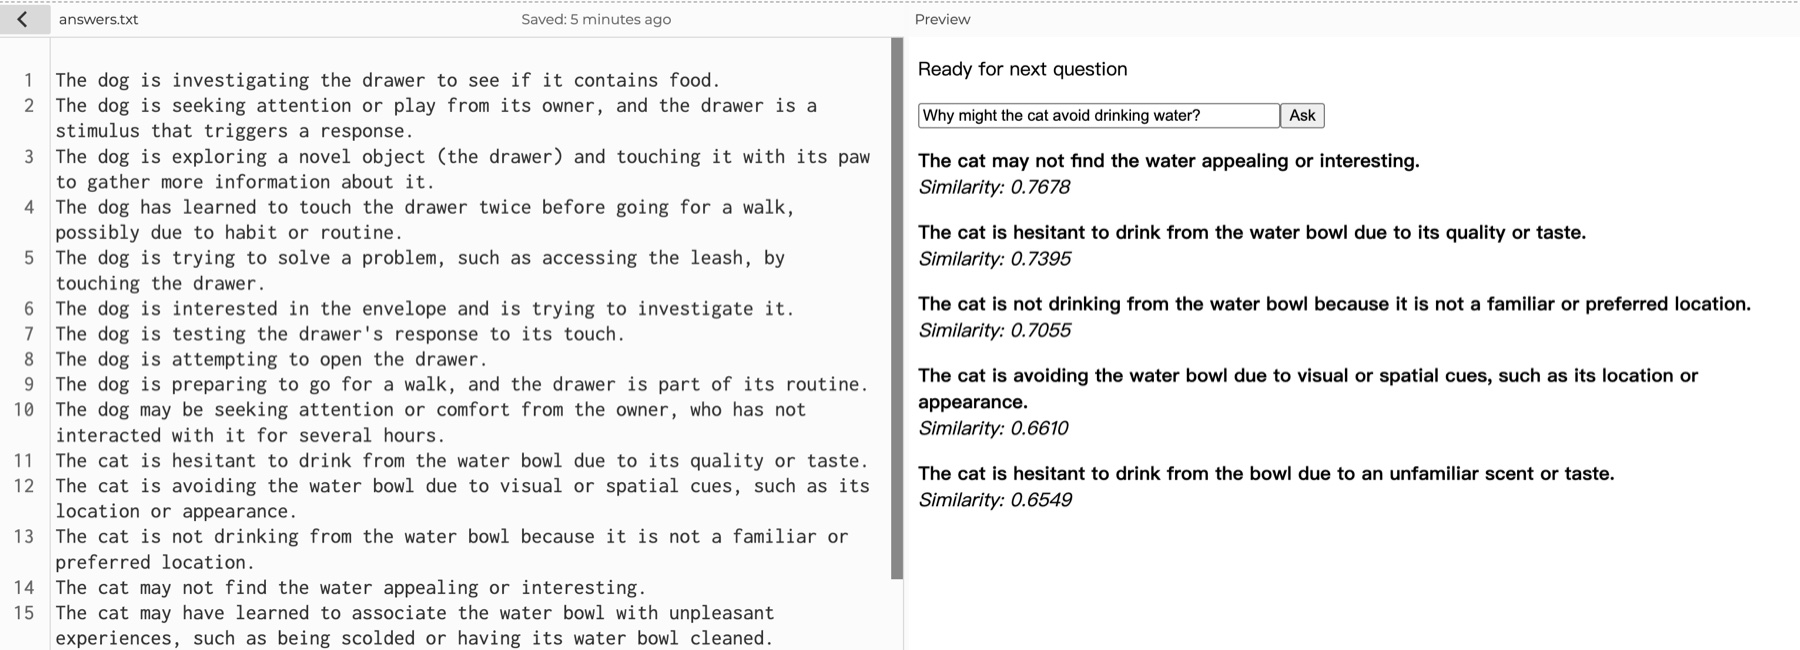 answers.txt
Saved: 5 minutes ago
1 The dog is investigating the drawer to see if it contains food.
2 The dog is seeking attention or play from its owner, and the drawer is a
stimulus that triggers a response.
3 The dog is exploring a novel object (the drawer) and touching it with its paw
to gather more information about it.
4 The dog has learned to touch the drawer twice before going for a walk,
possibly due to habit or routine.
5 The dog is trying to solve a problem, such as accessing the leash, by
touching the drawer.
6 The dog is interested in the envelope and is trying to investigate it.
7 The dog is testing the drawer's response to its touch.
8 The dog is attempting to open the drawer.
9 The dog is preparing to go for a walk, and the drawer is part of its routine.
10 The dog may be seeking attention or comfort from the owner, who has not
interacted with it for several hours.
11 The cat is hesitant to drink from the water bowl due to its quality or taste.
12 The cat is avoiding the water bowl due to visual or spatial cues, such as its
location or appearance.
13 The cat is not drinking from the water bowl because it is not a familiar or
preferred location.
14 The cat may not find the water appealing or interesting.
15 The cat may have learned to associate the water bowl with unpleasant
experiences, such as being scolded or having its water bowl cleaned.
Preview
Ready for next question
Why might the cat avoid drinking water? Ask
The cat may not find the water appealing or interesting.
Similarity: 0.7678
The cat is hesitant to drink from the water bowl due to its quality or taste.
Similarity: 0.7395
The cat is not drinking from the water bowl because it is not a familiar or preferred location.
Similarity: 0.7055
The cat is avoiding the water bowl due to visual or spatial cues, such as its location or
appearance.
Similarity: 0.6610
The cat is hesitant to drink from the bowl due to an unfamiliar scent or taste.
Similarity: 0.6549